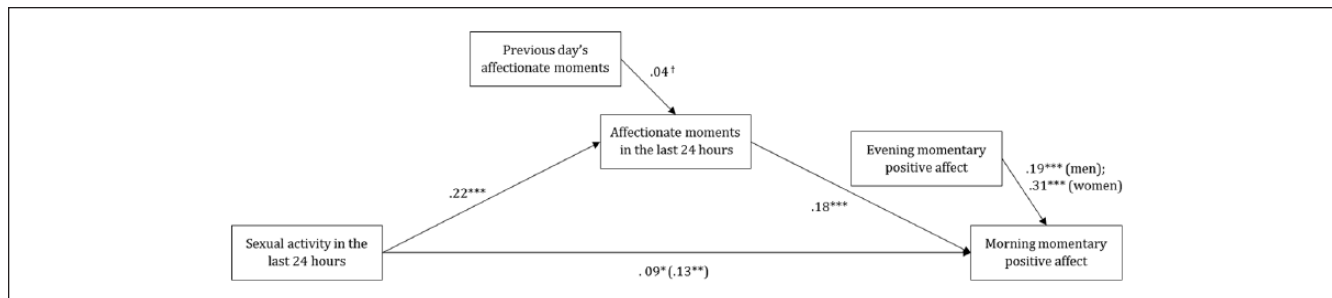 Previous day's
affectionate moments
.04†
Affectionate moments
in the last 24 hours
Evening momentary
positive affect
.19*** (men);
.31*** (women)
.22***
.18***
Sexual activity in the
last 24 hours
Morning momentary
positive affect
. 09* (.13**)